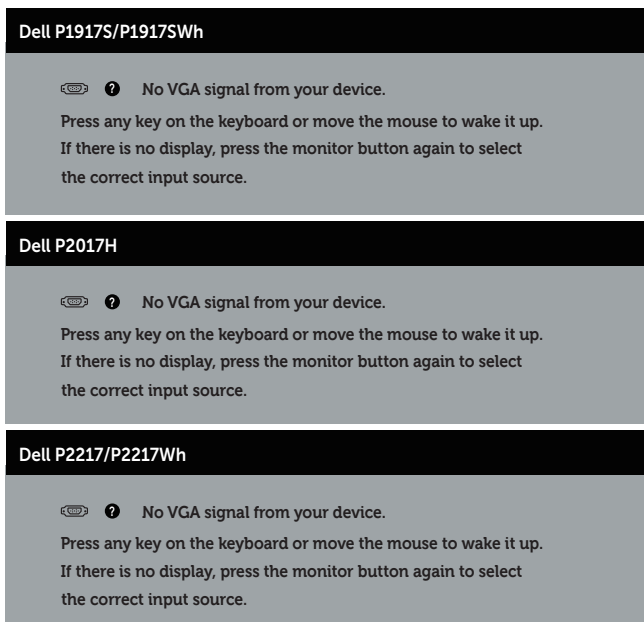 Dell P1917S/P1917SWh
? No VGA signal from your device.
Press any key on the keyboard or move the mouse to wake it up.
If there is no display, press the monitor button again to select
the correct input source.
Dell P2017H
? No VGA signal from your device.
Press any key on the keyboard or move the mouse to wake it up.
If there is no display, press the monitor button again to select
the correct input source.
Dell P2217/P2217Wh
? No VGA signal from your device.
Press any key on the keyboard or move the mouse to wake it up.
If there is no display, press the monitor button again to select
the correct input source.